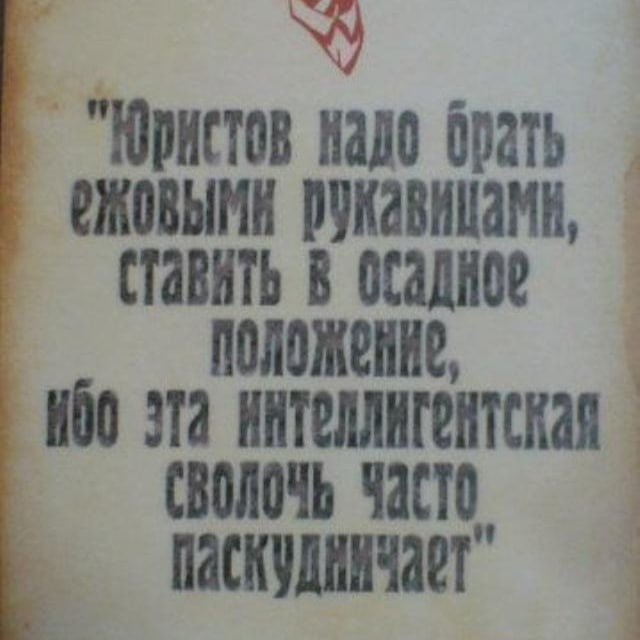 "Юристов надо брать
ежовыми рукавицами,
ставить в осадное
положение,
ибо эта интеллигентская
сволочь часто
паскудничает"